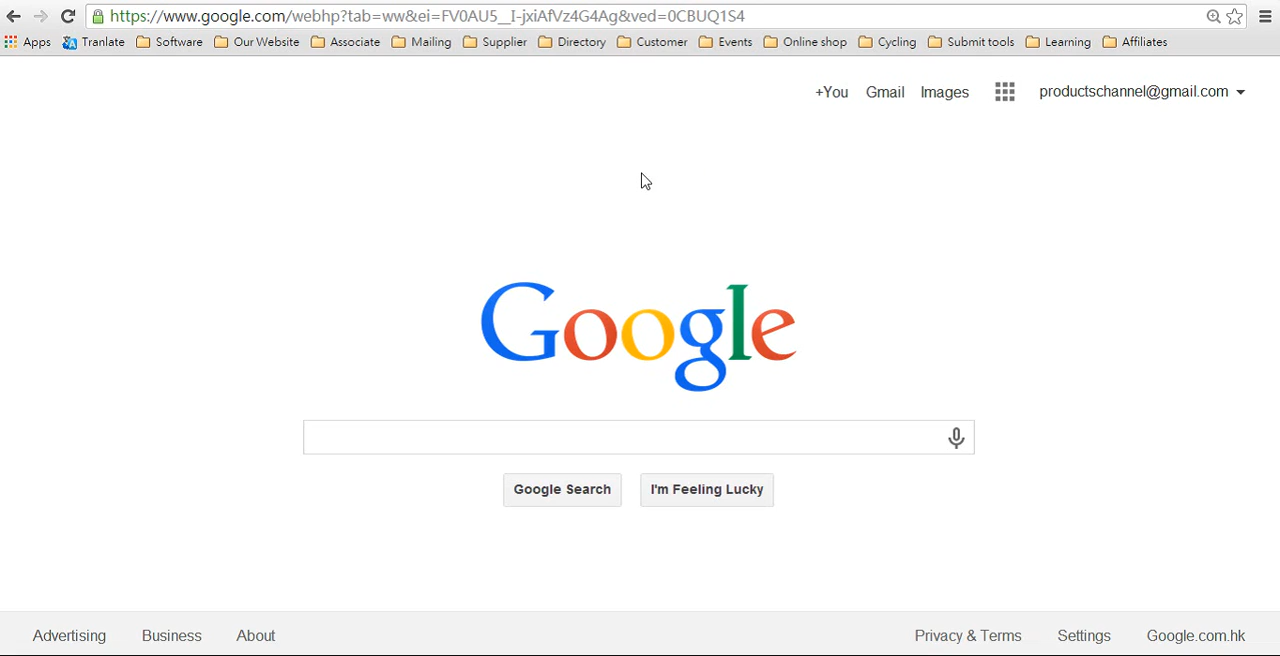 https://www.google.com/webhp?tab=ww&ei=FV0AU5__I-jxiAfVz4G4Ag&ved=0CBUQ1S4
Apps Tranlate Software Our Website Associate Mailing Supplier Directory Customer Events Online shop Cycling Submit tools Learning Affiliates
+You Gmail Images productschannel@gmail.com
Google
Google Search I'm Feeling Lucky
Advertising Business About Privacy & Terms Settings Google.com.hk